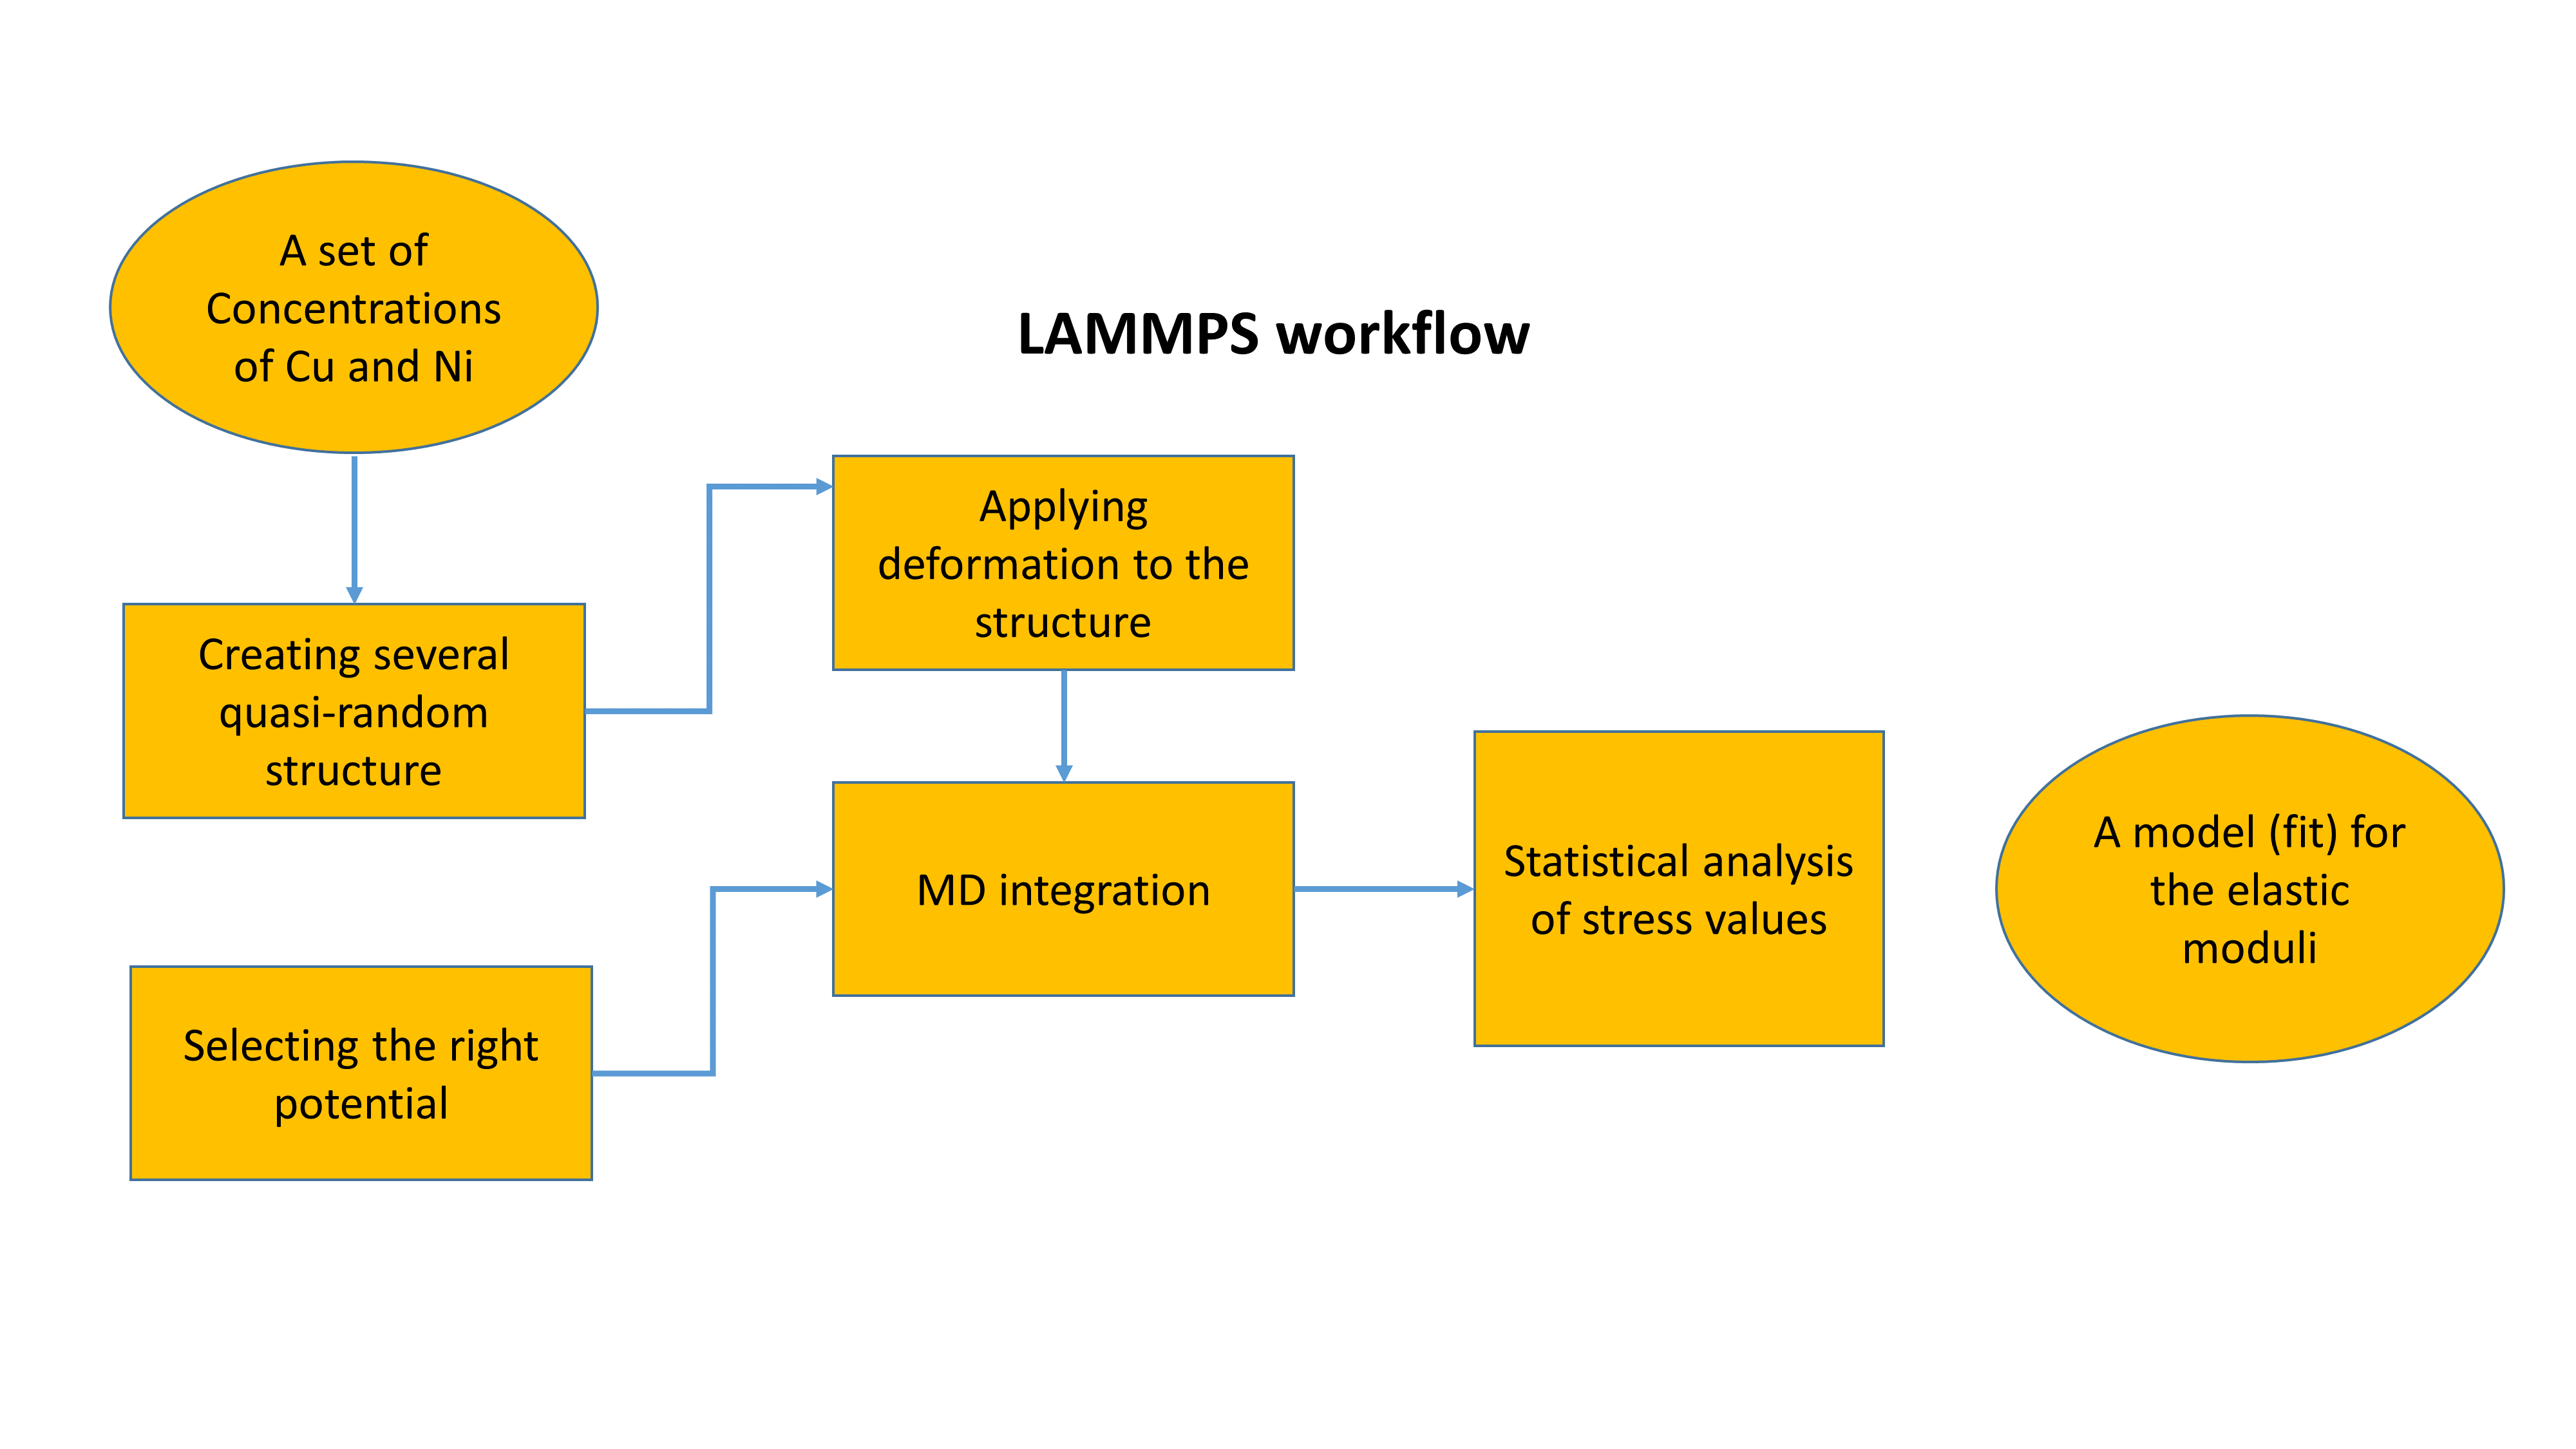 A set of
Concentrations
of Cu and Ni
LAMMPS workflow
Creating several
quasi-random
structure
Applying
deformation to the
structure
Selecting the right
potential
MD integration
Statistical analysis
of stress values
A model (fit) for
the elastic
moduli